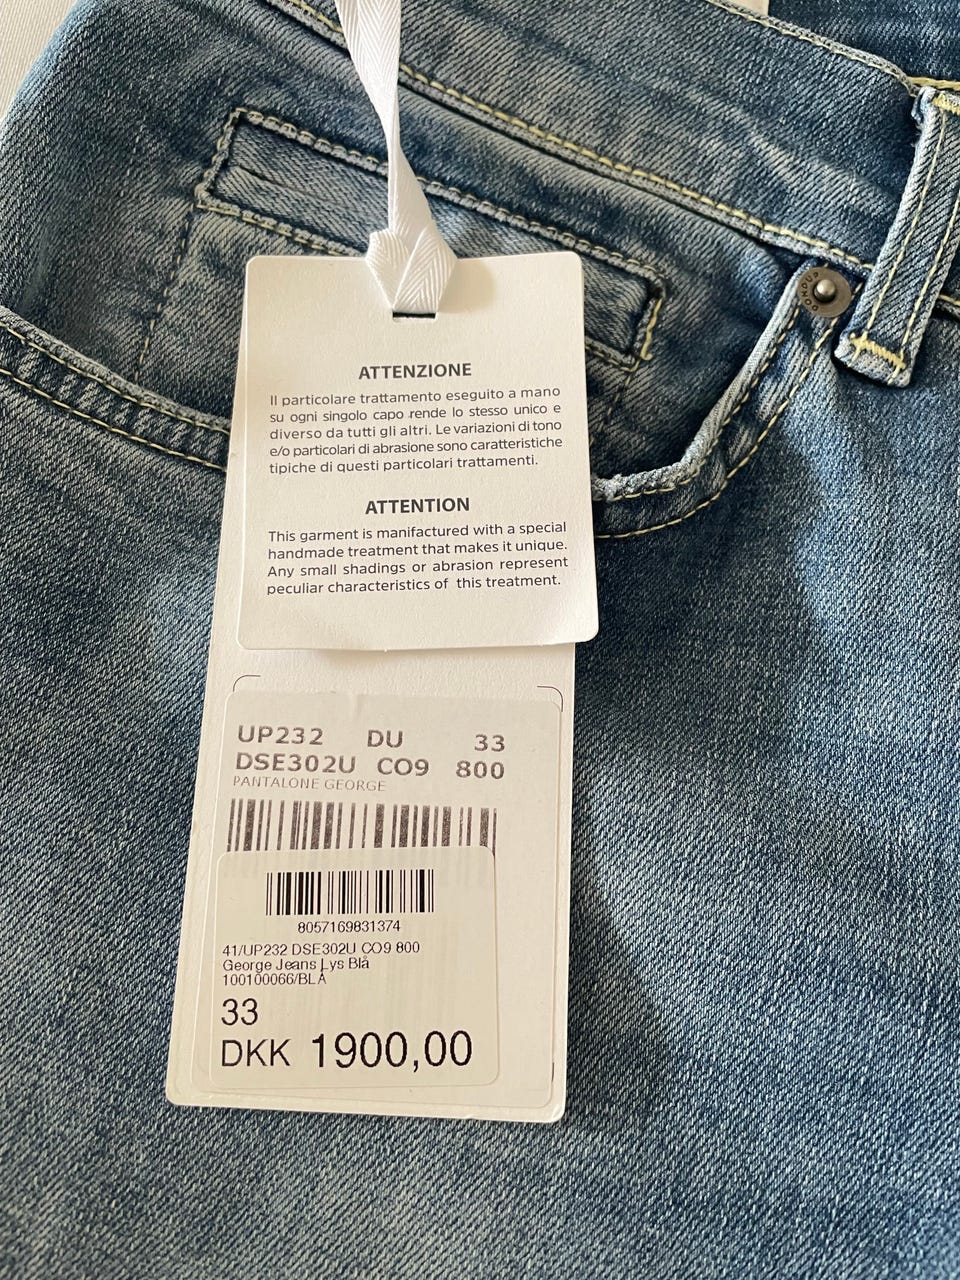 DONDUP
ATTENZIONE
Il particolare trattamento eseguito a mano
su ogni singolo capo rende lo stesso unico e
diverso da tutti gli altri. Le variazioni di tono
e/o particolari di abrasione sono caratteristiche
tipiche di questi particolari trattamenti.
ATTENTION
This garment is manifactured with a special
handmade treatment that makes it unique.
Any small shadings or abrasion represent
peculiar characteristics of this treatment.
UP232 DU 33
DSE302U CO9 800
PANTALONE GEORGE
8057169831374
41/UP232 DSE302U CO9 800
George Jeans Lys Blå
100100066/BLÅ
33
DKK 1900,00